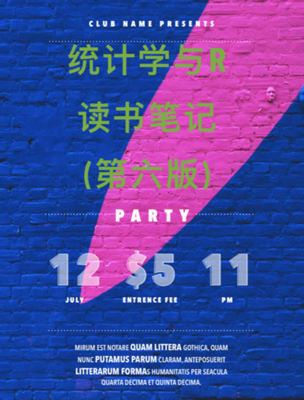 CLUB NAME PRESENTS
统计学与R
读书笔记
(第六版)
PARTY
12 $5 11
JULY ENTRENCE FEE PM
MIRUM EST NOTARE QUAM LITTERA GOTHICA, QUAM
NUNC PUTAMUS PARUM CLARAM, ANTEPOSUERIT
LITTERARUM FORMAS HUMANITATIS PER SEACULA
QUARTA DECIMA ET QUINTA DECIMA.